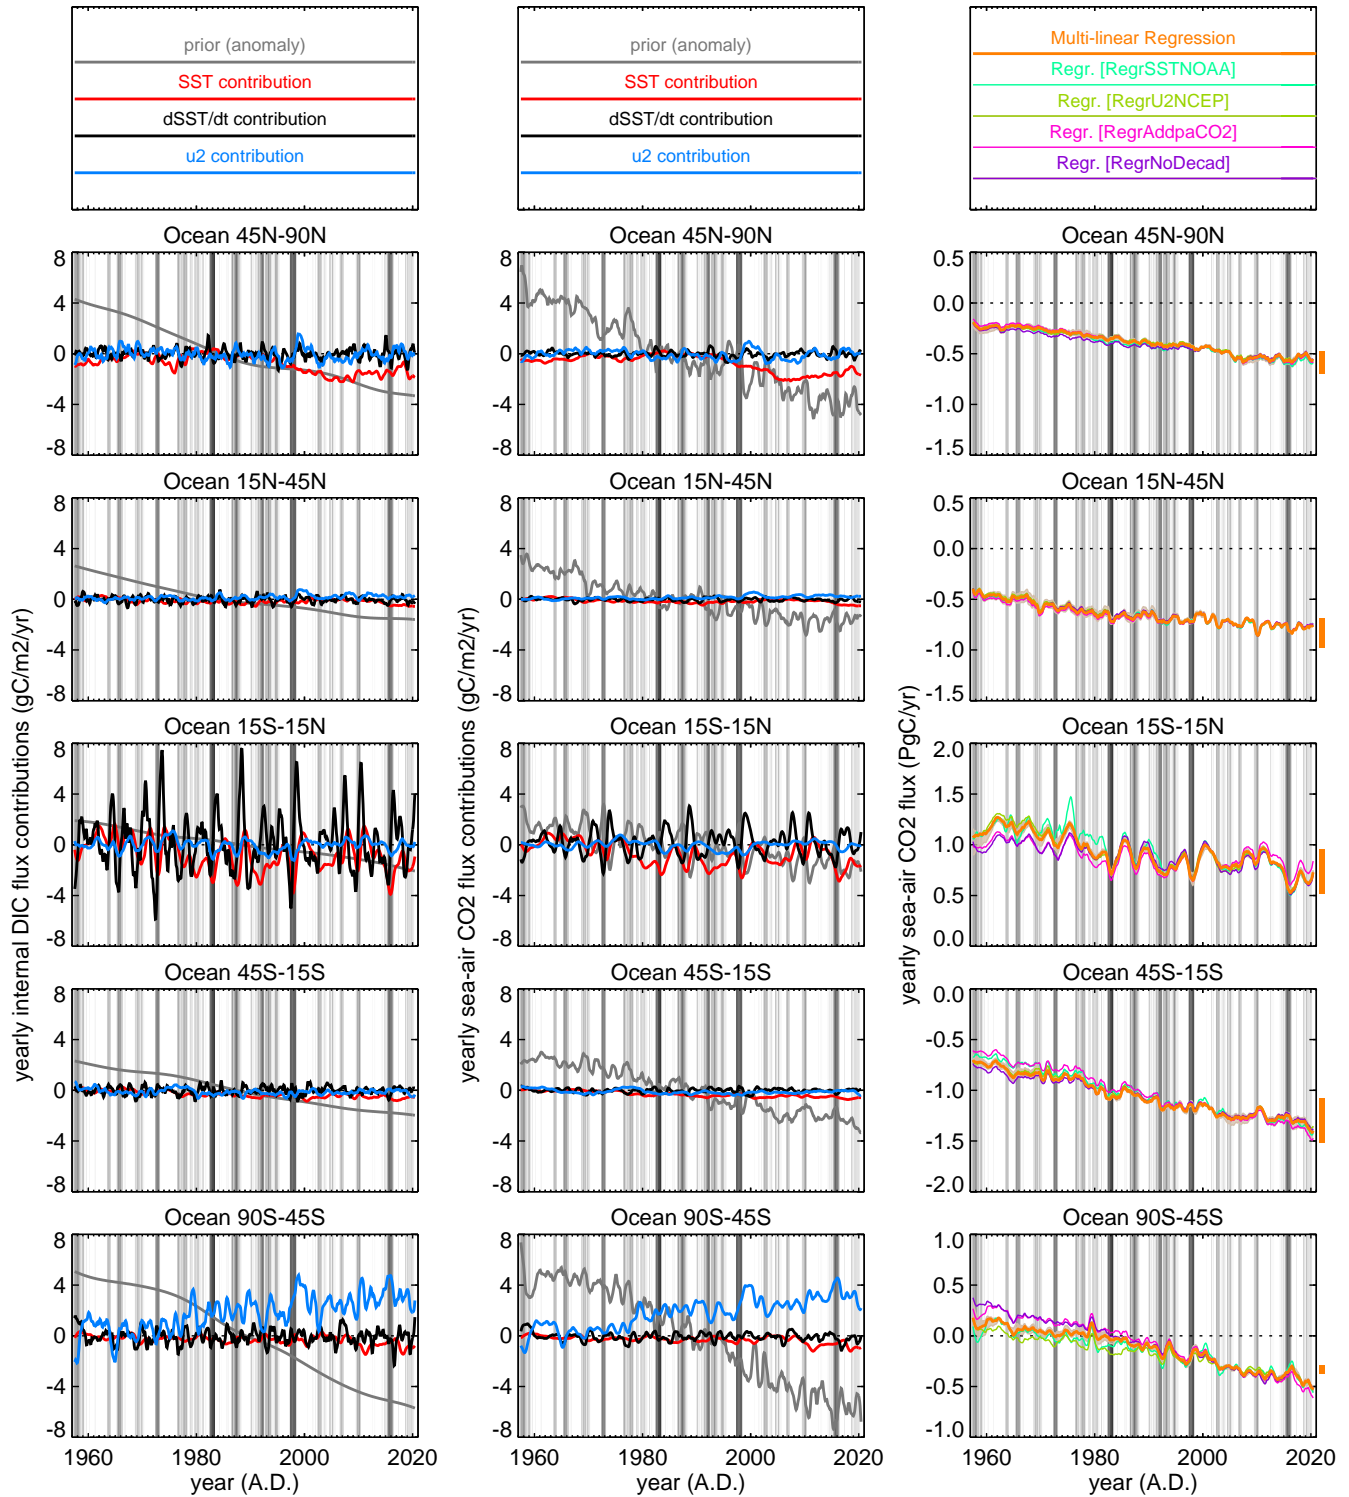 prior (anomaly)
SST contribution
dSST/dt contribution
u2 contribution
prior (anomaly)
SST contribution
dSST/dt contribution
u2 contribution
Multi-linear Regression
Regr. [RegrSSTNOAA]
Regr. [RegrU2NCEP]
Regr. [RegrAddpaCO2]
Regr. [RegrNoDecad]
yearly internal DIC flux contributions (gC/m2/yr)
Ocean 45N-90N
8
4
0
-4
-8
Ocean 15N-45N
8
4
0
-4
-8
Ocean 15S-15N
8
4
0
-4
-8
Ocean 45S-15S
8
4
0
-4
-8
Ocean 90S-45S
8
4
0
-4
-8
1960 1980 2000 2020
year (A.D.)
yearly sea-air CO2 flux contributions (gC/m2/yr)
Ocean 45N-90N
8
4
0
-4
-8
Ocean 15N-45N
8
4
0
-4
-8
Ocean 15S-15N
8
4
0
-4
-8
Ocean 45S-15S
8
4
0
-4
-8
Ocean 90S-45S
8
4
0
-4
-8
1960 1980 2000 2020
year (A.D.)
yearly sea-air CO2 flux (PgC/yr)
Ocean 45N-90N
0.5
0.0
-0.5
-1.0
-1.5
Ocean 15N-45N
0.5
0.0
-0.5
-1.0
-1.5
Ocean 15S-15N
2.0
1.5
1.0
0.5
0.0
Ocean 45S-15S
0.0
-0.5
-1.0
-1.5
-2.0
Ocean 90S-45S
1.0
0.5
0.0
-0.5
-1.0
1960 1980 2000 2020
year (A.D.)